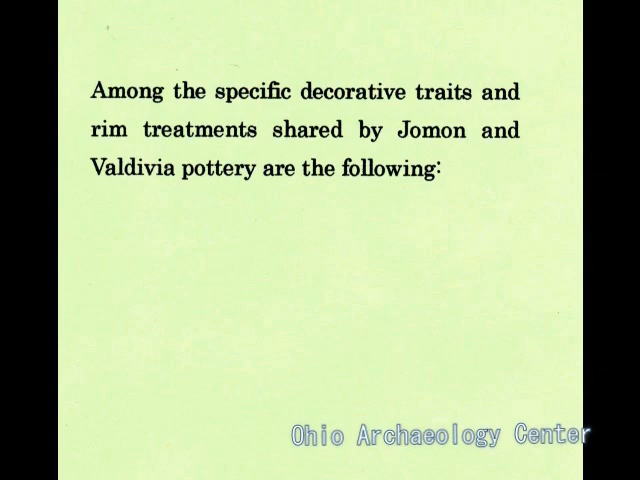 Among the specific decorative traits and
rim treatments shared by Jomon and
Valdivia pottery are the following:
Ohio Archaeology Center